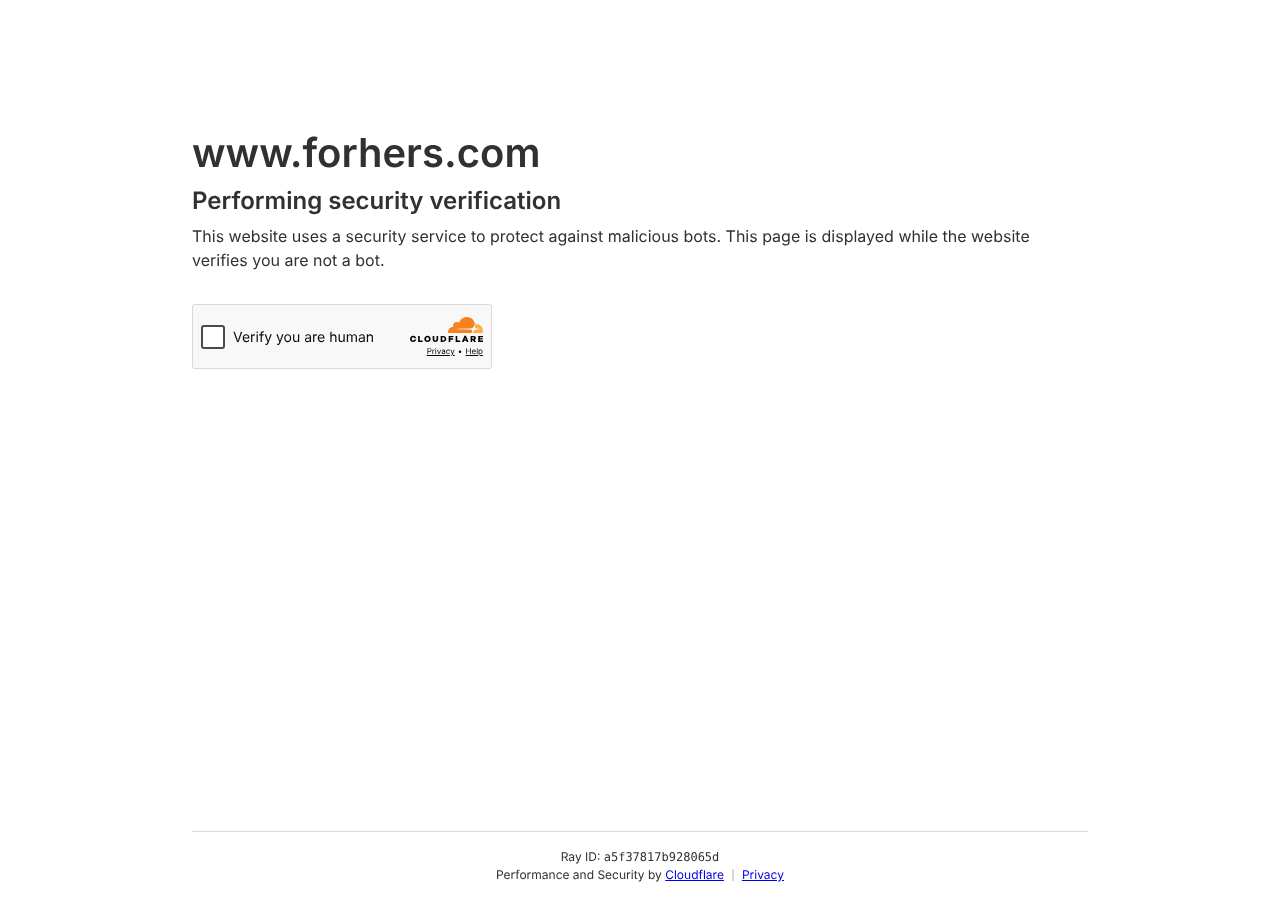 www.forhers.com
Performing security verification
This website uses a security service to protect against malicious bots. This page is displayed while the website
verifies you are not a bot.
Verify you are human
CLOUDFLARE
Privacy • Help
Ray ID: a5f37817b928065d
Performance and Security by Cloudflare | Privacy